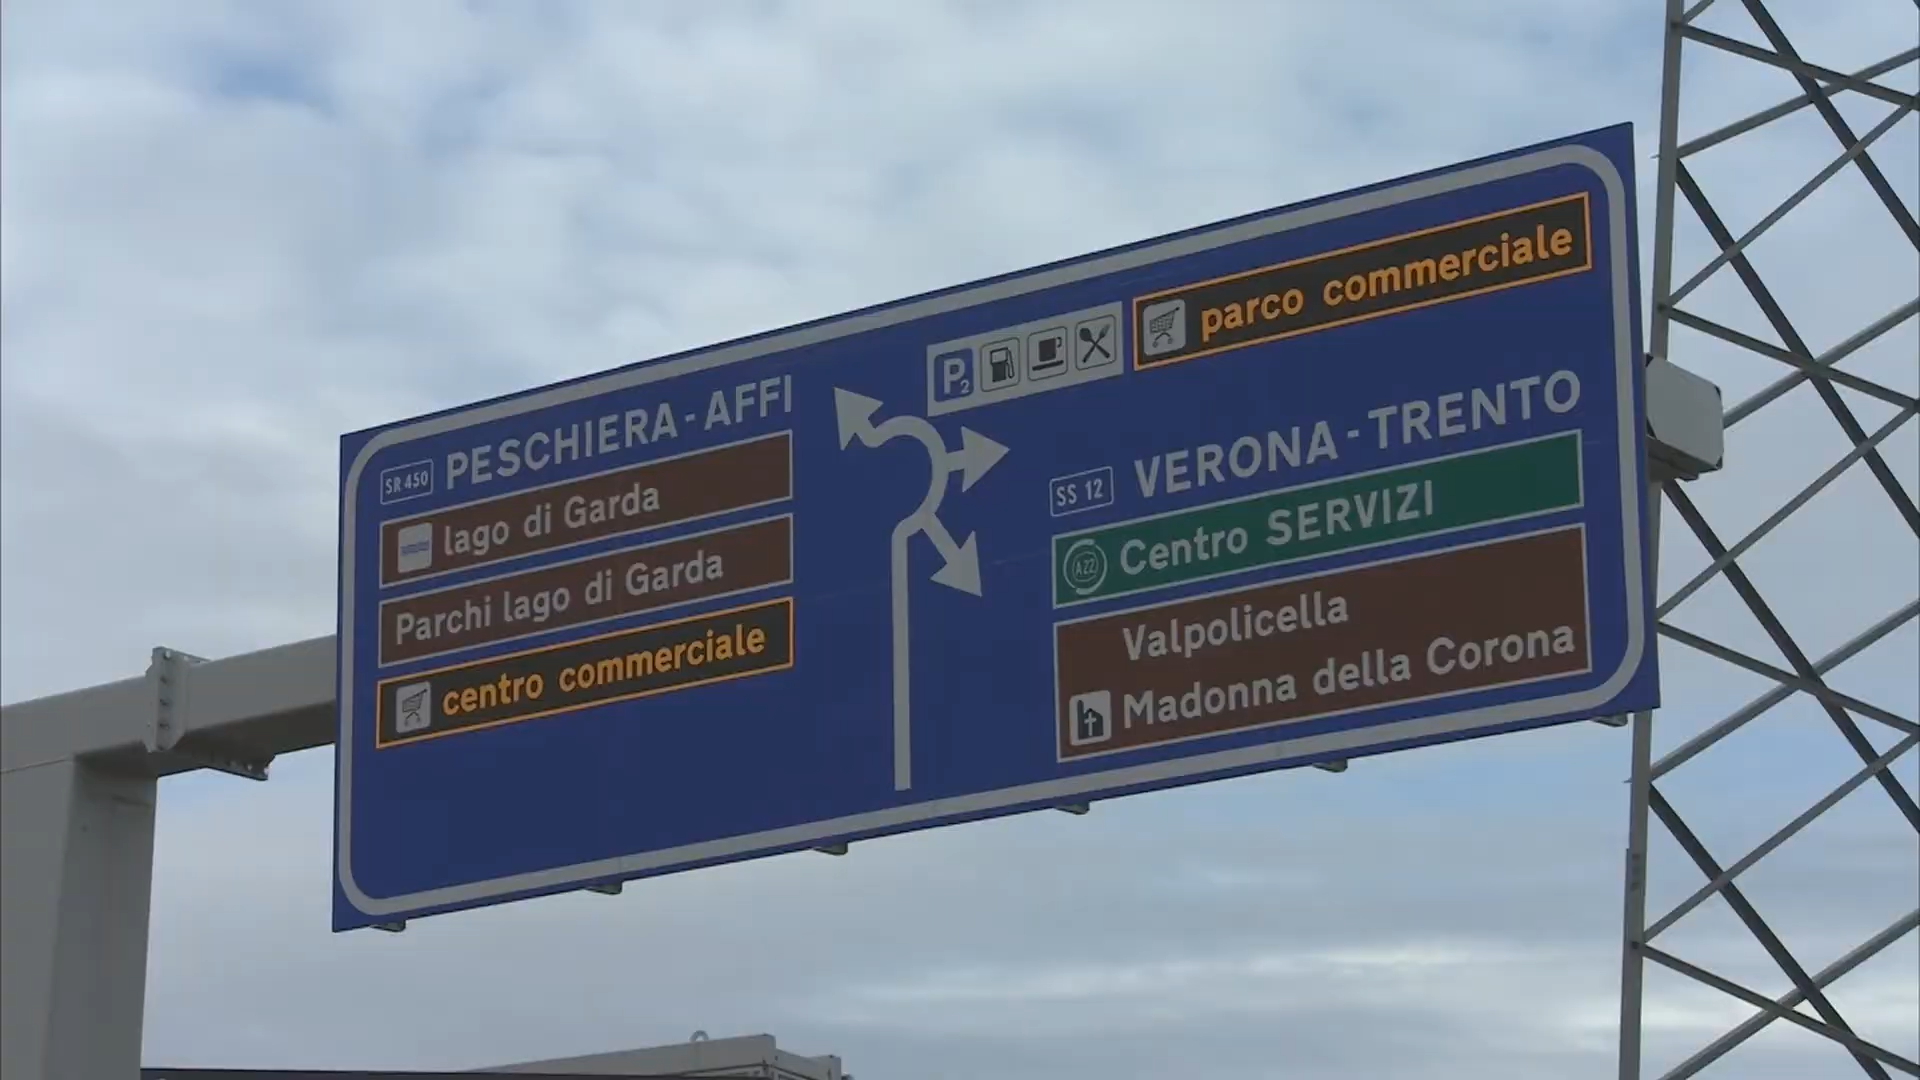 SR 450 PESCHIERA-AFFI
lago di Garda
Parchi lago di Garda
centro commerciale
P2
parco commerciale
SS 12 VERONA-TRENTO
A22 Centro SERVIZI
Valpolicella
Madonna della Corona